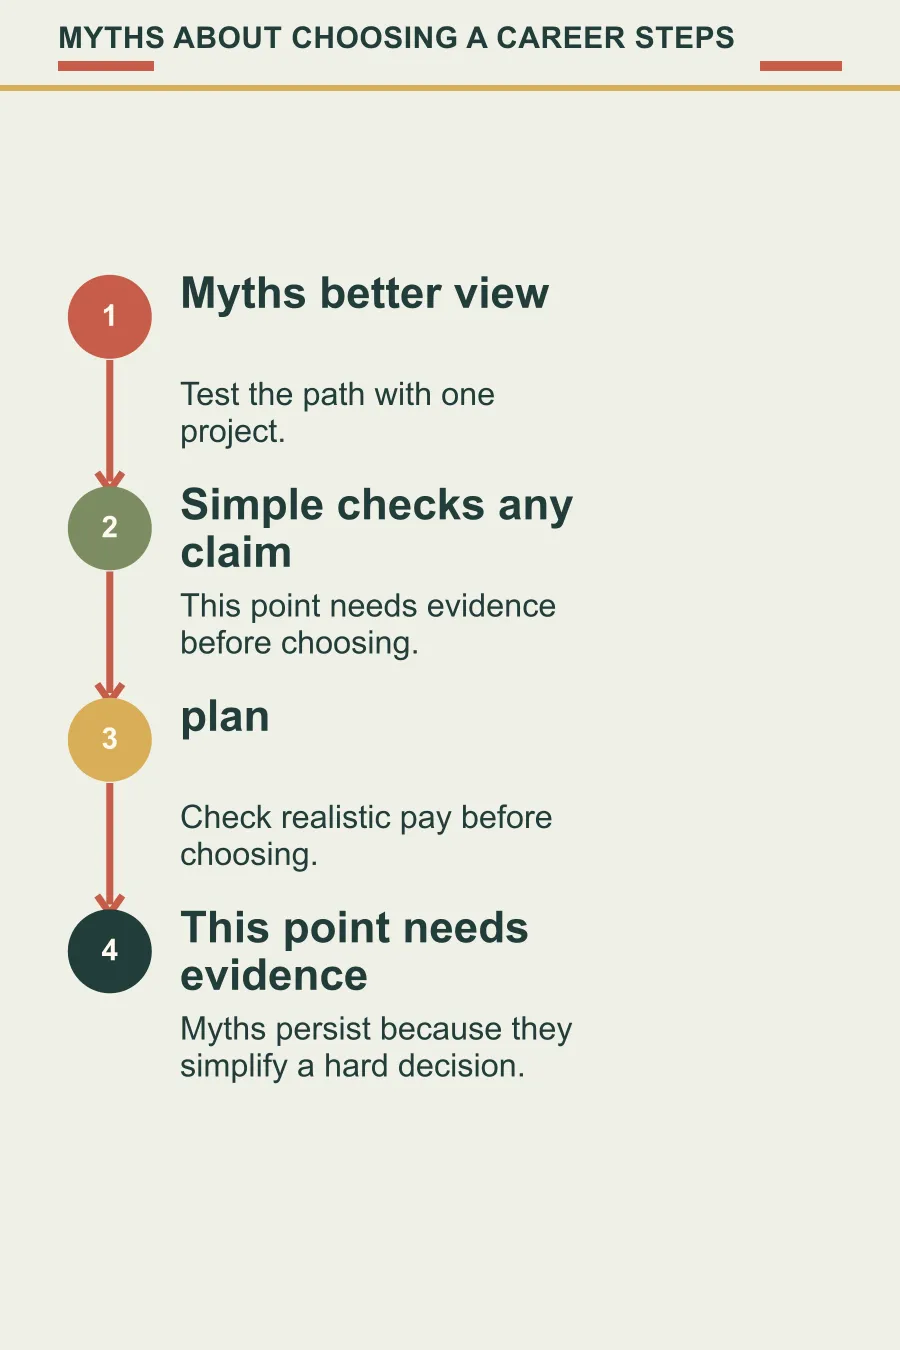 MYTHS ABOUT CHOOSING A CAREER STEPS
1
Myths better view
Test the path with one
project.
2
Simple checks any
claim
This point needs evidence
before choosing.
3
plan
Check realistic pay before
choosing.
4
This point needs
evidence
Myths persist because they
simplify a hard decision.